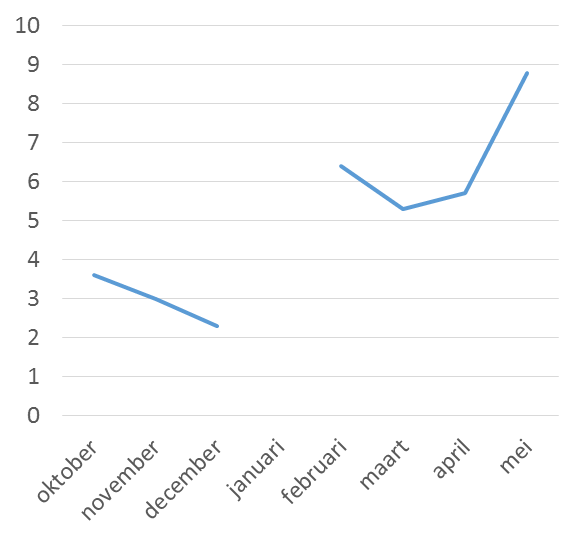 10
9
8
7
6
5
4
3
2
1
0
oktober
november
december
januari
februari
maart
april
mei